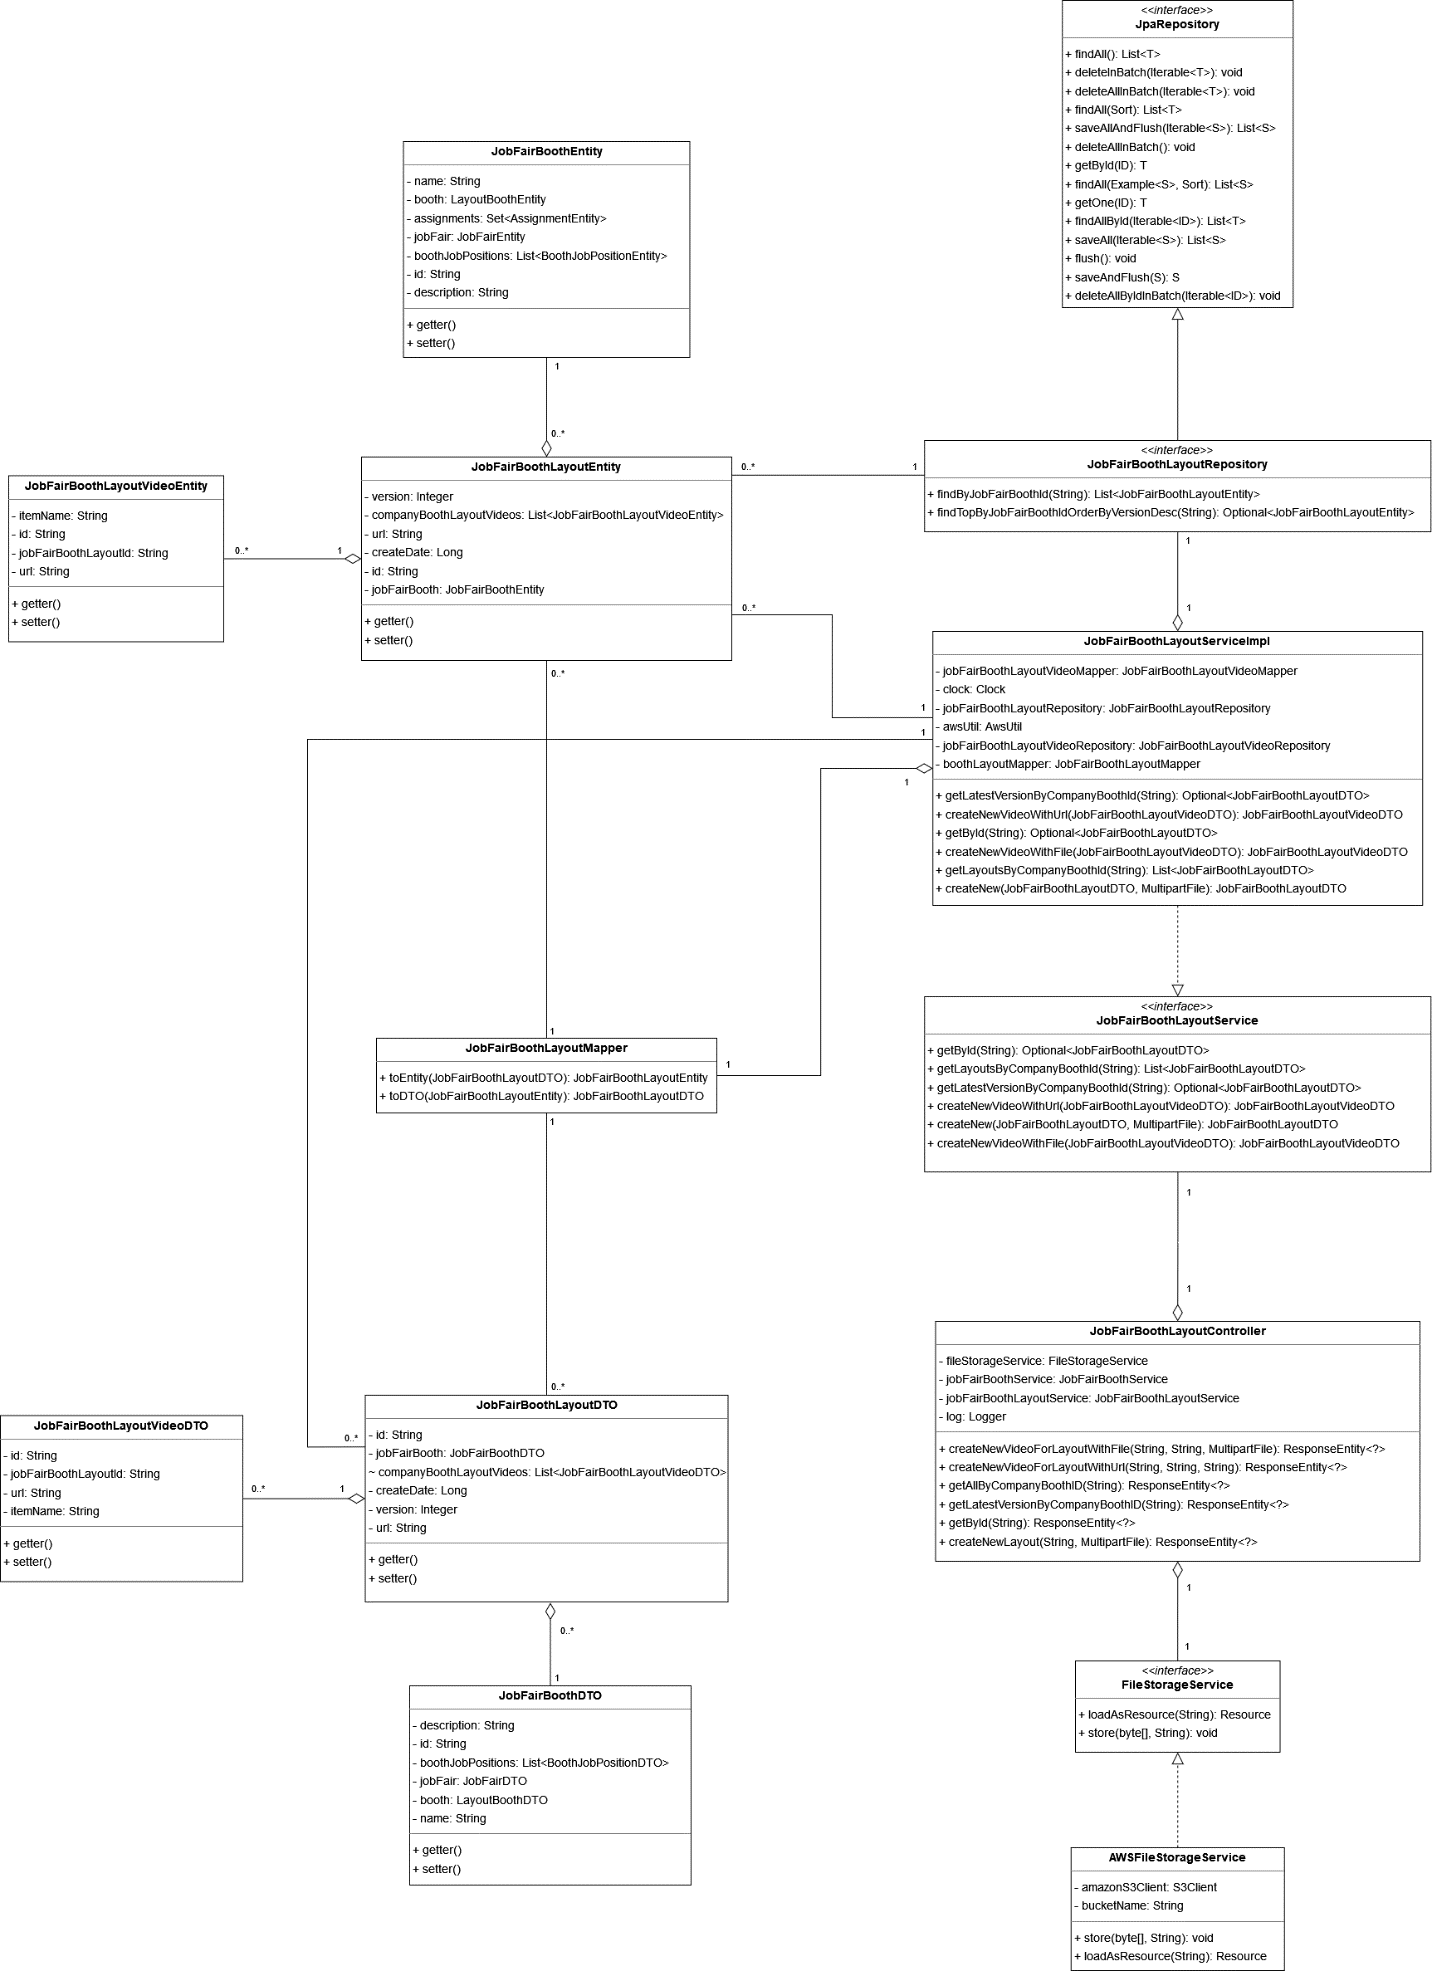 <<interface>>
JpaRepository
+ findAll(): List<T>
+ deleteInBatch(Iterable<T>): void
+ deleteAllInBatch(Iterable<T>): void
+ findAll(Sort): List<T>
+ saveAllAndFlush(Iterable<S>): List<S>
+ deleteAllInBatch(): void
+ getById(ID): T
+ findAll(Example<S>, Sort): List<S>
+ getOne(ID): T
+ findAllById(Iterable<ID>): List<T>
+ saveAll(Iterable<S>): List<S>
+ flush(): void
+ saveAndFlush(S): S
+ deleteAllByIdInBatch(Iterable<ID>): void
JobFairBoothEntity
- name: String
- booth: LayoutBoothEntity
- assignments: Set<AssignmentEntity>
- jobFair: JobFairEntity
- boothJobPositions: List<BoothJobPositionEntity>
- id: String
- description: String
+ getter()
+ setter()
1
0..*
JobFairBoothLayoutEntity
- version: Integer
- companyBoothLayoutVideos: List<JobFairBoothLayoutVideoEntity>
- url: String
- createDate: Long
- id: String
- jobFairBooth: JobFairBoothEntity
+ getter()
+ setter()
0..*
1
<<interface>>
JobFairBoothLayoutRepository
+ findByJobFairBoothId(String): List<JobFairBoothLayoutEntity>
+ findTopByJobFairBoothIdOrderByVersionDesc(String): Optional<JobFairBoothLayoutEntity>
JobFairBoothLayoutVideoEntity
- itemName: String
- id: String
- jobFairBoothLayoutId: String
- url: String
+ getter()
+ setter()
0..*
1
1
1
0..*
1
0..*
1
JobFairBoothLayoutServiceImpl
- jobFairBoothLayoutVideoMapper: JobFairBoothLayoutVideoMapper
- clock: Clock
- jobFairBoothLayoutRepository: JobFairBoothLayoutRepository
- awsUtil: AwsUtil
- jobFairBoothLayoutVideoRepository: JobFairBoothLayoutVideoRepository
- boothLayoutMapper: JobFairBoothLayoutMapper
+ getLatestVersionByCompanyBoothId(String): Optional<JobFairBoothLayoutDTO>
+ createNewVideoWithUrl(JobFairBoothLayoutVideoDTO): JobFairBoothLayoutVideoDTO
+ getById(String): Optional<JobFairBoothLayoutDTO>
+ createNewVideoWithFile(JobFairBoothLayoutVideoDTO): JobFairBoothLayoutVideoDTO
+ getLayoutsByCompanyBoothId(String): List<JobFairBoothLayoutDTO>
+ createNew(JobFairBoothLayoutDTO, MultipartFile): JobFairBoothLayoutDTO
1
<<interface>>
JobFairBoothLayoutService
+ getById(String): Optional<JobFairBoothLayoutDTO>
+ getLayoutsByCompanyBoothId(String): List<JobFairBoothLayoutDTO>
+ getLatestVersionByCompanyBoothId(String): Optional<JobFairBoothLayoutDTO>
+ createNewVideoWithUrl(JobFairBoothLayoutVideoDTO): JobFairBoothLayoutVideoDTO
+ createNew(JobFairBoothLayoutDTO, MultipartFile): JobFairBoothLayoutDTO
+ createNewVideoWithFile(JobFairBoothLayoutVideoDTO): JobFairBoothLayoutVideoDTO
1
JobFairBoothLayoutMapper
+ toEntity(JobFairBoothLayoutDTO): JobFairBoothLayoutEntity
+ toDTO(JobFairBoothLayoutEntity): JobFairBoothLayoutDTO
1
1
1
1
JobFairBoothLayoutController
- fileStorageService: FileStorageService
- jobFairBoothService: JobFairBoothService
- jobFairBoothLayoutService: JobFairBoothLayoutService
- log: Logger
+ createNewVideoForLayoutWithFile(String, String, MultipartFile): ResponseEntity<?>
+ createNewVideoForLayoutWithUrl(String, String, String): ResponseEntity<?>
+ getAllByCompanyBoothID(String): ResponseEntity<?>
+ getLatestVersionByCompanyBoothID(String): ResponseEntity<?>
+ getById(String): ResponseEntity<?>
+ createNewLayout(String, MultipartFile): ResponseEntity<?>
0..*
0..*
JobFairBoothLayoutDTO
- id: String
- jobFairBooth: JobFairBoothDTO
~ companyBoothLayoutVideos: List<JobFairBoothLayoutVideoDTO>
- createDate: Long
- version: Integer
- url: String
+ getter()
+ setter()
JobFairBoothLayoutVideoDTO
- id: String
- jobFairBoothLayoutId: String
- url: String
- itemName: String
+ getter()
+ setter()
0..*
1
0..*
1
JobFairBoothDTO
- description: String
- id: String
- boothJobPositions: List<BoothJobPositionDTO>
- jobFair: JobFairDTO
- booth: LayoutBoothDTO
- name: String
+ getter()
+ setter()
1
1
<<interface>>
FileStorageService
+ loadAsResource(String): Resource
+ store(byte[], String): void
AWSFileStorageService
- amazonS3Client: S3Client
- bucketName: String
+ store(byte[], String): void
+ loadAsResource(String): Resource